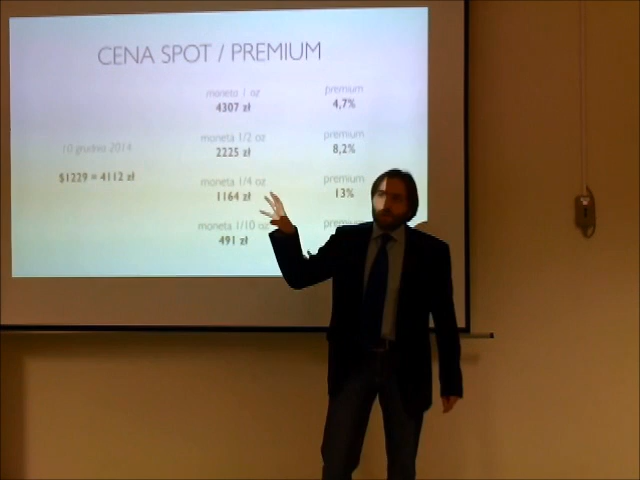 CENA SPOT / PREMIUM
moneta 1 oz premium
4307 zł 4,7%
moneta 1/2 oz premium
10 grudnia 2014
2225 zł 8,2%
$1229 = 4112 zł
moneta 1/4 oz premium
1164 zł 13%
moneta 1/10 oz premium
491 zł